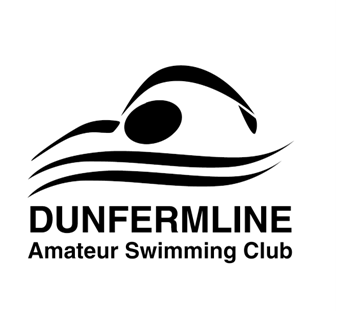 DUNFERMLINE
Amateur Swimming Club